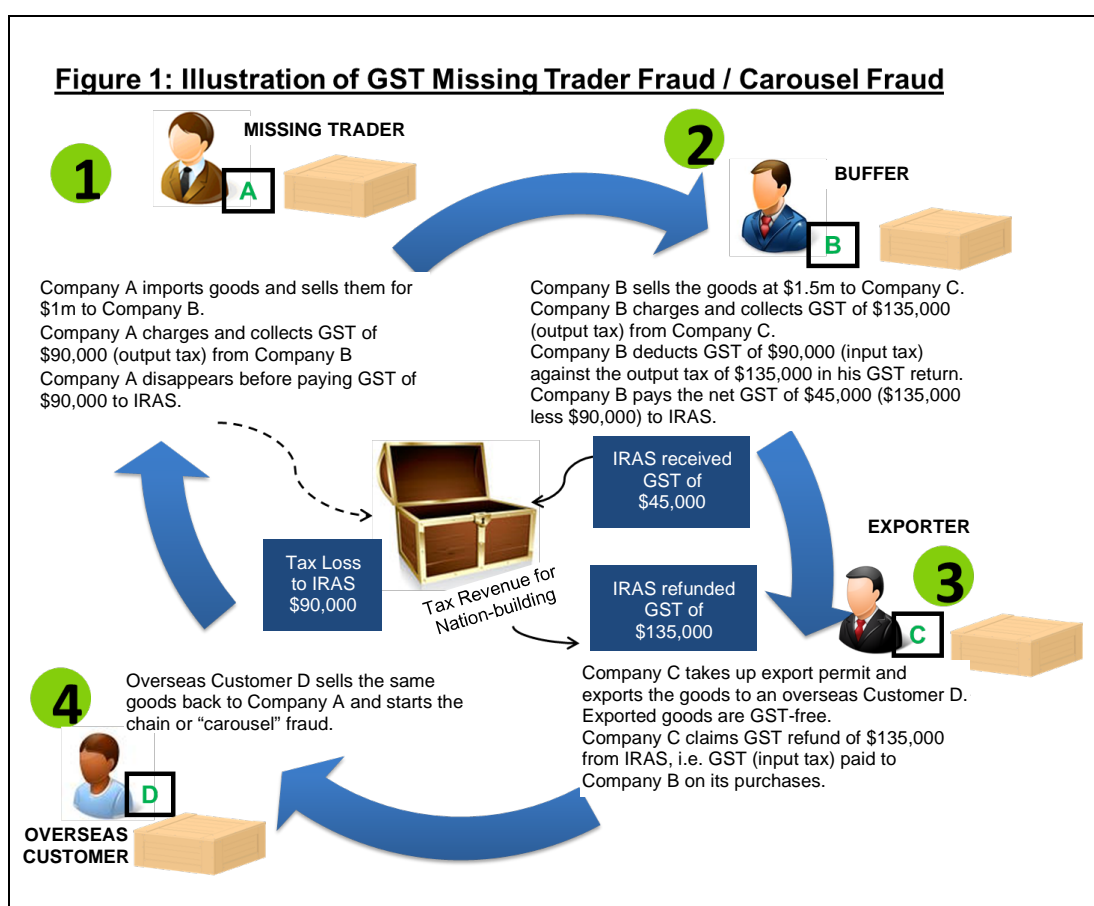 Figure 1: Illustration of GST Missing Trader Fraud / Carousel Fraud
1
MISSING TRADER
A
Company A imports goods and sells them for
$1m to Company B.
Company A charges and collects GST of
$90,000 (output tax) from Company B
Company A disappears before paying GST of
$90,000 to IRAS.
2
BUFFER
B
Company B sells the goods at $1.5m to Company C.
Company B charges and collects GST of $135,000
(output tax) from Company C.
Company B deducts GST of $90,000 (input tax)
against the output tax of $135,000 in his GST return.
Company B pays the net GST of $45,000 ($135,000
less $90,000) to IRAS.
IRAS received
GST of
$45,000
Tax Loss
to IRAS
$90,000
Tax Revenue for
Nation-building
IRAS refunded
GST of
$135,000
EXPORTER
3
C
Company C takes up export permit and
exports the goods to an overseas Customer D.
Exported goods are GST-free.
Company C claims GST refund of $135,000
from IRAS, i.e. GST (input tax) paid to
Company B on its purchases.
4
Overseas Customer D sells the same
goods back to Company A and starts the
chain or “carousel” fraud.
D
OVERSEAS
CUSTOMER